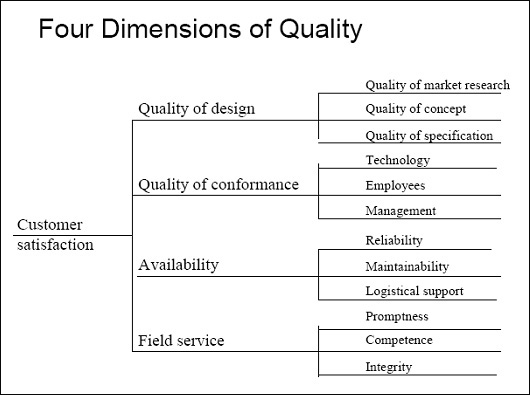 Four Dimensions of Quality
Quality of market research
Quality of design
Quality of concept
Quality of specification
Technology
Quality of conformance
Employees
Management
Customer
satisfaction
Reliability
Availability
Maintainability
Logistical support
Promptness
Field service
Competence
Integrity